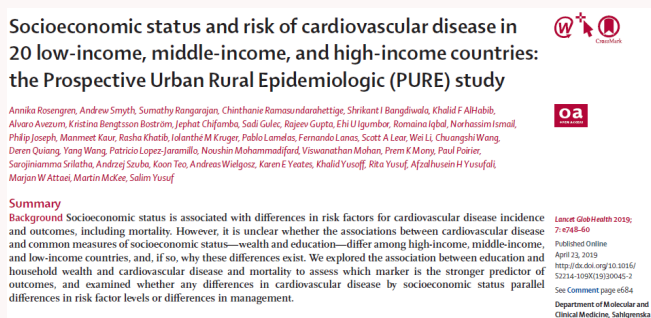 Socioeconomic status and risk of cardiovascular disease in
20 low-income, middle-income, and high-income countries:
the Prospective Urban Rural Epidemiologic (PURE) study
CrossMark
Annika Rosengren, Andrew Smyth, Sumathy Rangarajan, Chinthanie Ramasundarahettige, Shrikant I Bangdiwala, Khalid F AlHabib,
Alvaro Avezum, Kristina Bengtsson Boström, Jephat Chifamba, Sadi Gulec, Rajeev Gupta, Ehi U Igumbor, Romaina Iqbal, Norhassim Ismail,
Philip Joseph, Manmeet Kaur, Rasha Khatib, Iolanthé M Kruger, Pablo Lamelas, Fernando Lanas, Scott A Lear, Wei Li, Chuangshi Wang,
Deren Quiang, Yang Wang, Patricio Lopez-Jaramillo, Noushin Mohammadifard, Viswanathan Mohan, Prem K Mony, Paul Poirier,
Sarojiniamma Srilatha, Andrzej Szuba, Koon Teo, Andreas Wielgosz, Karen E Yeates, Khalid Yusoff, Rita Yusuf, Afzalhusein H Yusufali,
Marjan W Attaei, Martin McKee, Salim Yusuf
oa
OPEN ACCESS
Summary
Background Socioeconomic status is associated with differences in risk factors for cardiovascular disease incidence
and outcomes, including mortality. However, it is unclear whether the associations between cardiovascular disease
and common measures of socioeconomic status—wealth and education—differ among high-income, middle-income,
and low-income countries, and, if so, why these differences exist. We explored the association between education and
household wealth and cardiovascular disease and mortality to assess which marker is the stronger predictor of
outcomes, and examined whether any differences in cardiovascular disease by socioeconomic status parallel
differences in risk factor levels or differences in management.
Lancet Glob Health 2019;
7: e748–60
Published Online
April 23, 2019
http://dx.doi.org/10.1016/
S2214-109X(19)30045-2
See Comment page e684
Department of Molecular and
Clinical Medicine, Sahlgrenska